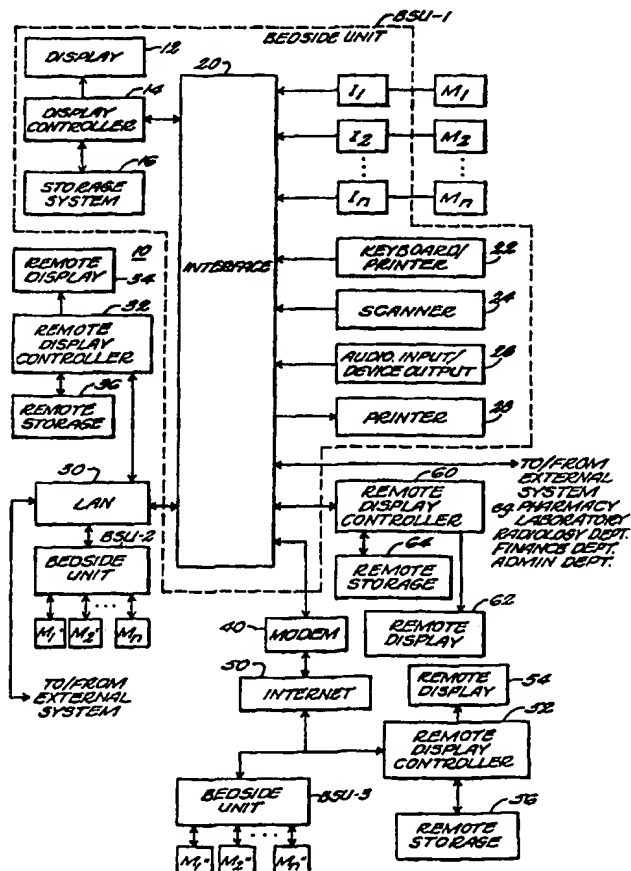 BSU-1
BEDSIDE UNIT
DISPLAY
12
DISPLAY
CONTROLLER
14
STORAGE
SYSTEM
16
20
INTERFACE
I1
M1
I2
M2
In
Mn
KEYBOARD/
PRINTER
22
SCANNER
24
AUDIO INPUT/
DEVICE OUTPUT
26
PRINTER
28
10
REMOTE
DISPLAY
34
32
REMOTE
DISPLAY
CONTROLLER
REMOTE
STORAGE
36
30
LAN
BSU-2
BEDSIDE
UNIT
M1'
M2'
Mn'
TO/FROM
EXTERNAL
SYSTEM
TO/FROM
EXTERNAL
SYSTEM
eg. PHARMACY
LABORATORY
RADIOLOGY DEPT.
FINANCE DEPT.
ADMIN DEPT.
60
REMOTE
DISPLAY
CONTROLLER
64
REMOTE
STORAGE
62
REMOTE
DISPLAY
40
MODEM
50
INTERNET
REMOTE
DISPLAY
54
52
REMOTE
DISPLAY
CONTROLLER
REMOTE
STORAGE
56
BEDSIDE
UNIT
BSU-3
M1"
M2"
Mn"